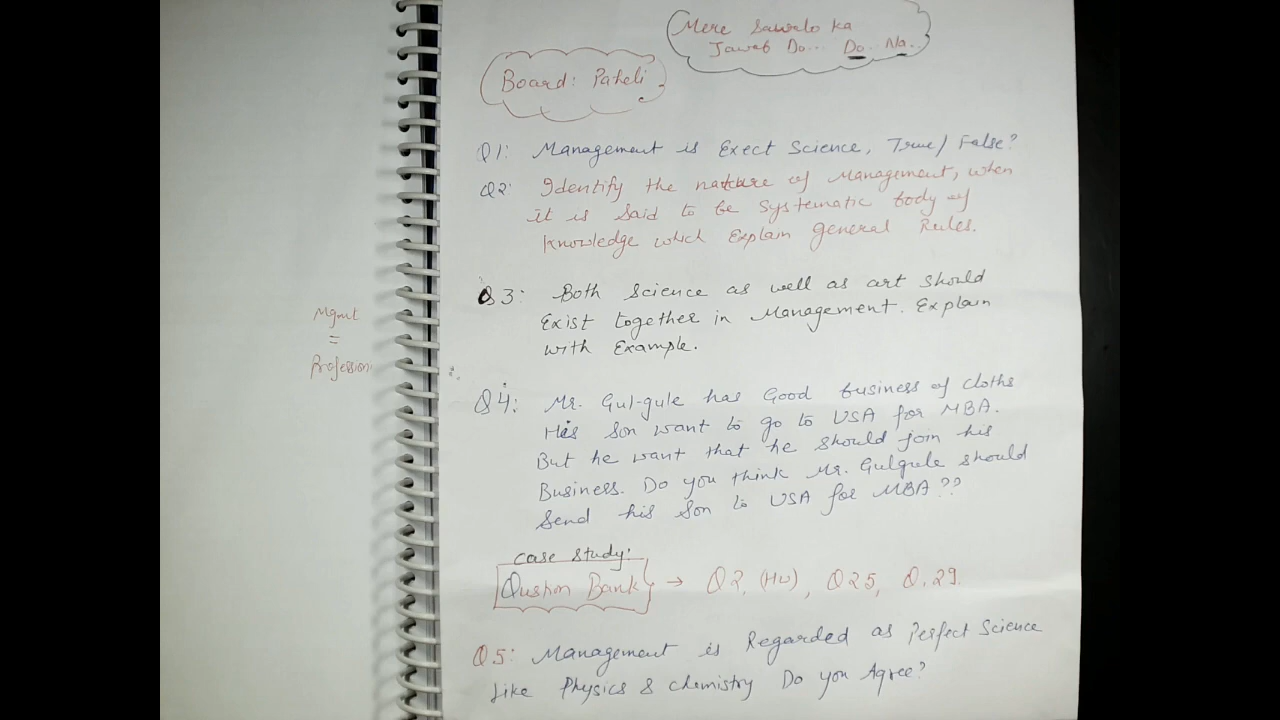 Mere Sawalo ka
Jawab Do... Do. Na..
Board: Paheli
Q1: Management is Exect Science, True/ False?
Q2: Identify the nature of Management, when
it is said to be systematic body of
knowledge which Explain general Rules.
Q3: Both Science as well as art should
Exist together in Management. Explain
with Example.
Mgmt
=
Profession
Q4: Mr. Gul-gule has Good business of cloths
His Son want to go to USA for MBA.
But he want that he should join his
Business. Do you think Mr. Gulgule should
Send his Son to USA for MBA??
case study:
Qustion Bank → Q2, (HW), Q25, Q.29.
Q5: Management is Regarded as Perfect Science
like Physics & chemistry Do you Agree?